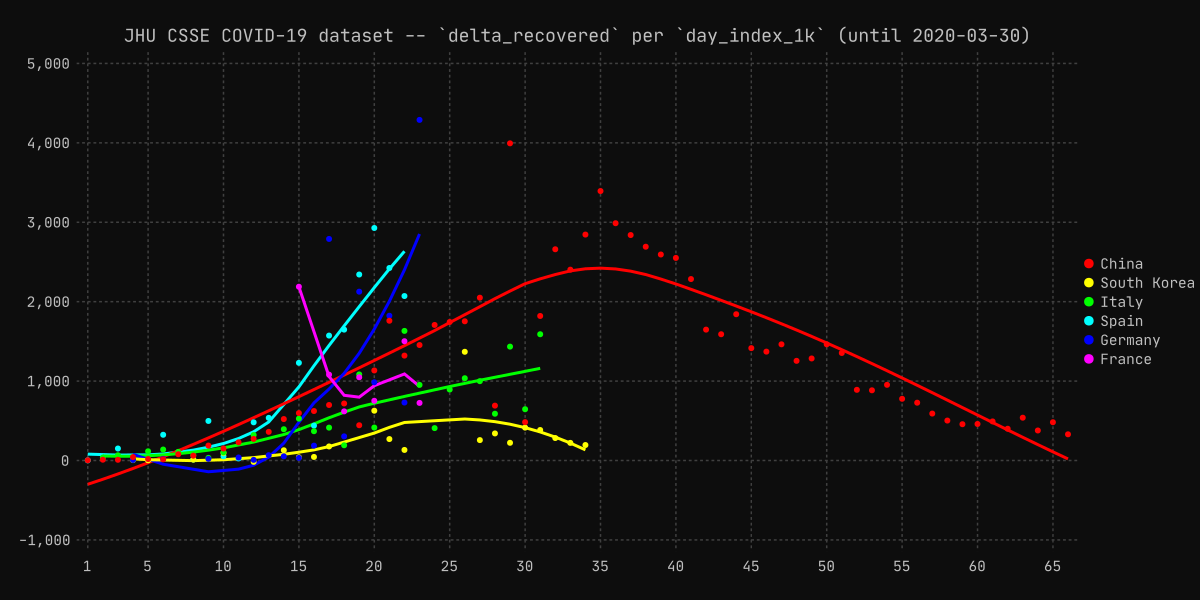 JHU CSSE COVID-19 dataset -- `delta_recovered` per `day_index_1k` (until 2020-03-30)
5,000
4,000
3,000
2,000
1,000
0
-1,000
1 5 10 15 20 25 30 35 40 45 50 55 60 65
China
South Korea
Italy
Spain
Germany
France